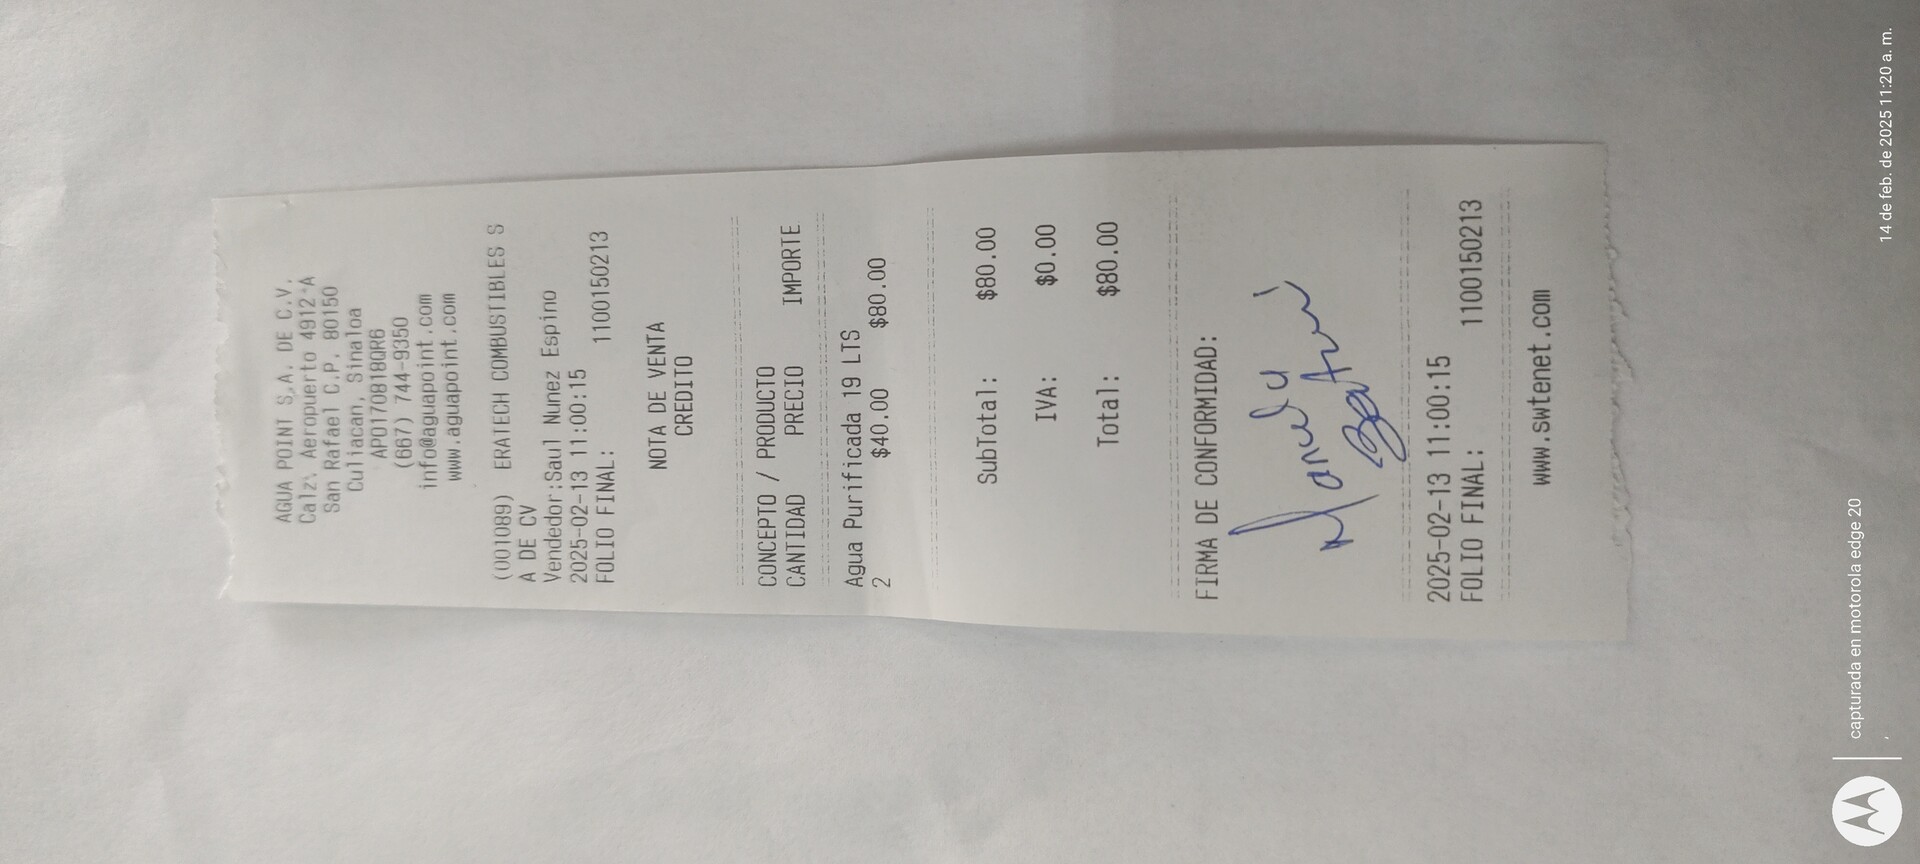 AGUA POINT S.A. DE C.V.
Calz. Aeropuerto 4912-A
San Rafael C.P. 80150
Culiacan, Sinaloa
APO170818QR6
(667) 744-9350
info@aguapoint.com
www.aguapoint.com
(001089) ERATECH COMBUSTIBLES S
A DE CV
Vendedor:Saul Nunez Espino
2025-02-13 11:00:15
FOLIO FINAL: 1100150213
NOTA DE VENTA
CREDITO
CONCEPTO / PRODUCTO
CANTIDAD PRECIO IMPORTE
Agua Purificada 19 LTS
2 $40.00 $80.00
SubTotal: $80.00
IVA: $0.00
Total: $80.00
FIRMA DE CONFORMIDAD:
2025-02-13 11:00:15
FOLIO FINAL: 1100150213
www.swtenet.com
capturada en motorola edge 20
14 de feb. de 2025 11:20 a. m.